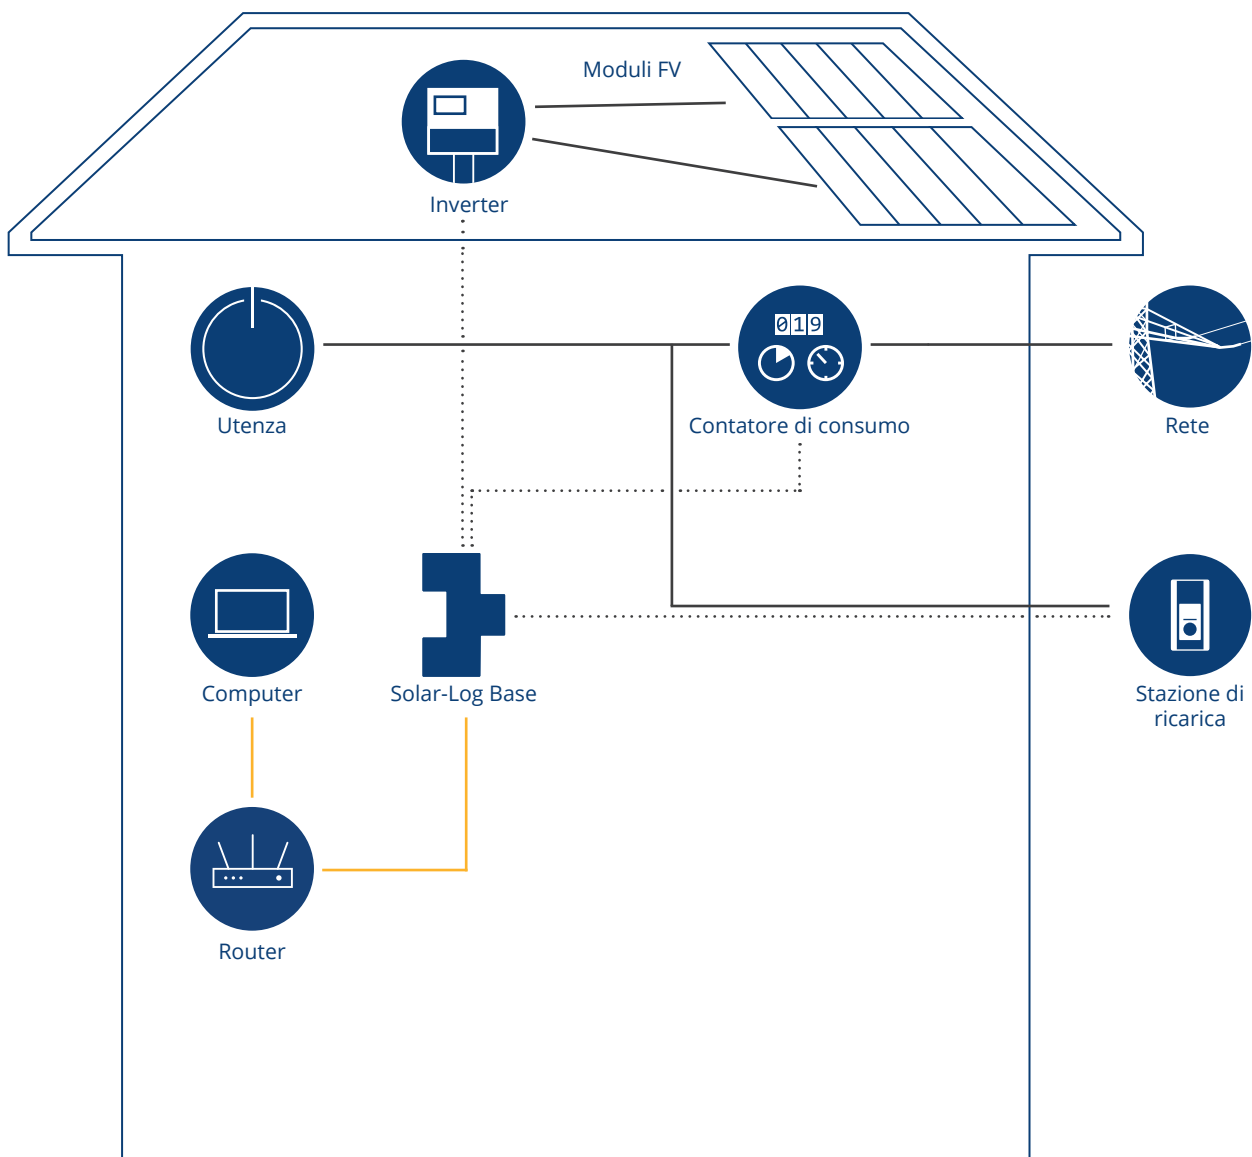 Moduli FV
Inverter
019
Utenza
Contatore di consumo
Rete
Computer
Solar-Log Base
Stazione di
ricarica
Router